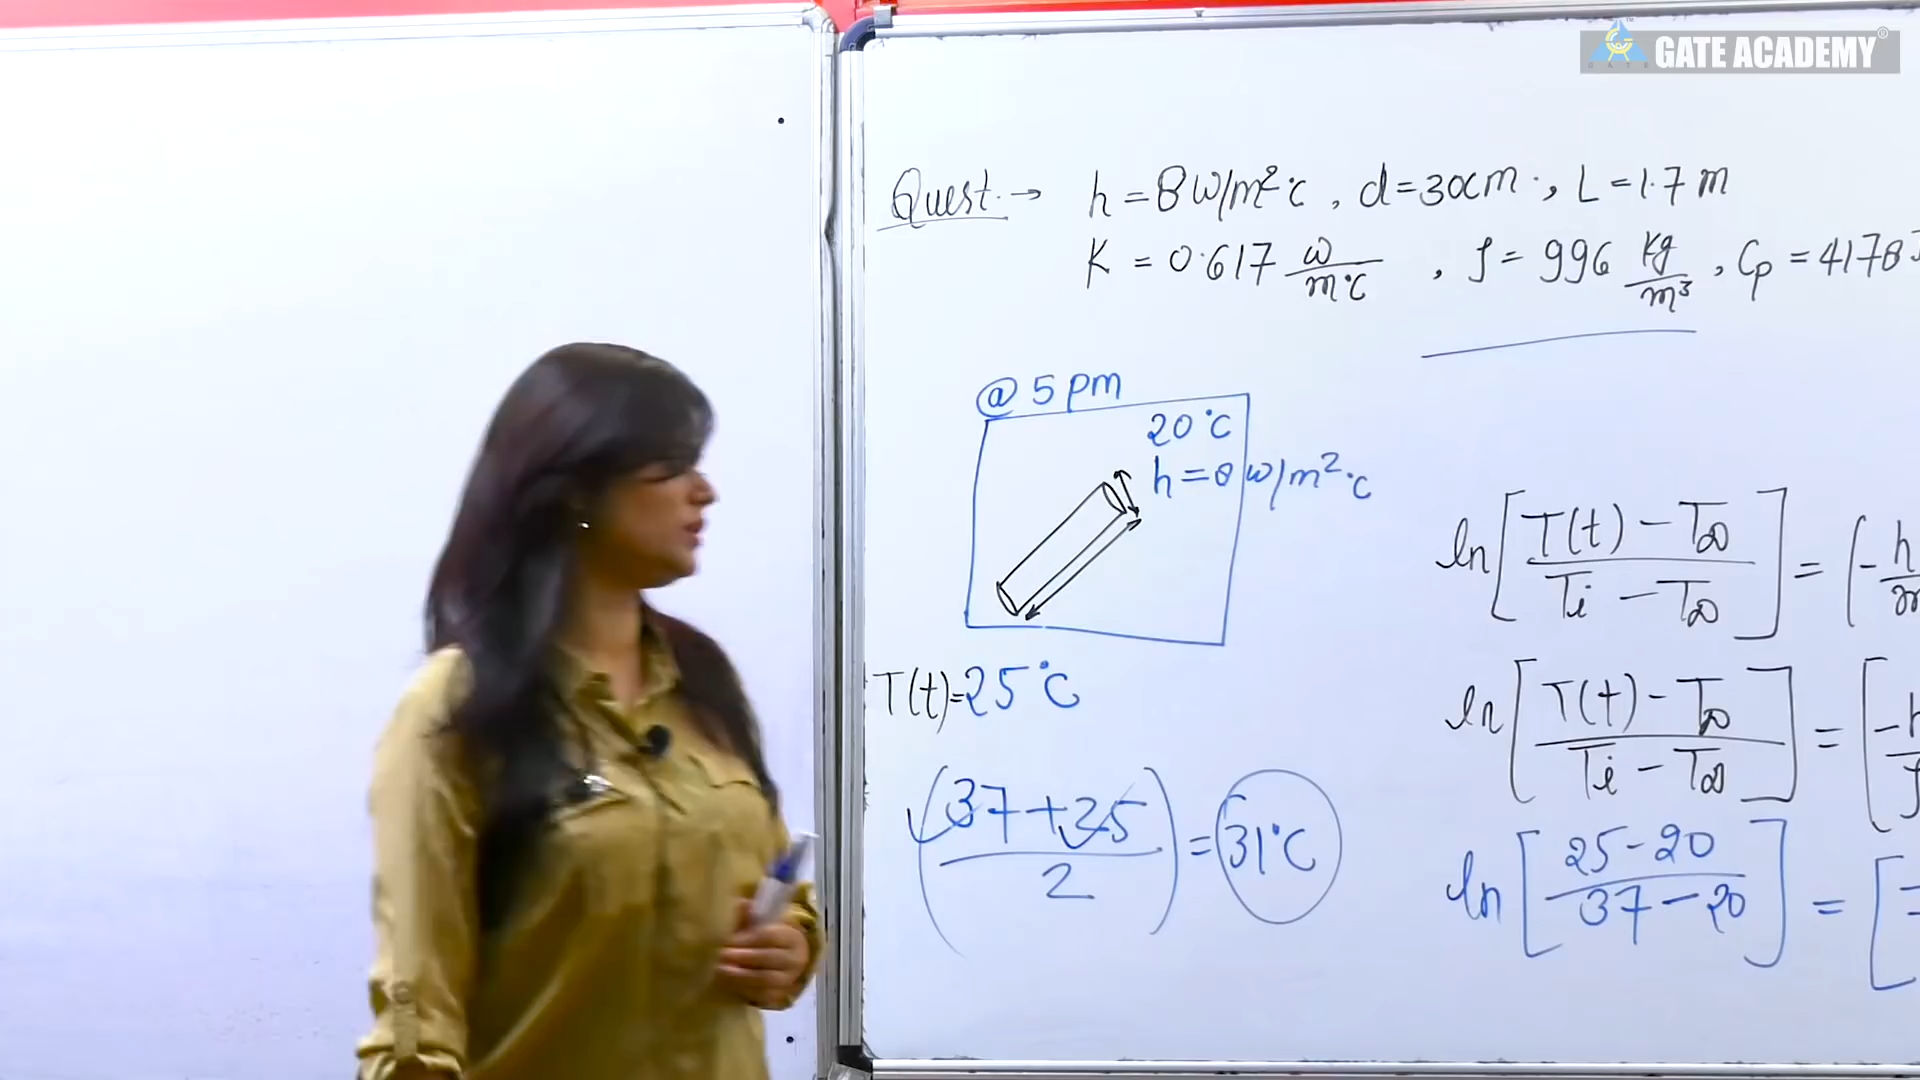 GATE ACADEMY®
Quest. → h = 8 W/m²°C, d = 30cm., L = 1.7 m
K = 0.617 w/m°C, ρ = 996 kg/m³, Cp = 4178 J
@ 5 pm
20°C
h = 8 w/m²°C
T(t)=25°C
(37+25/2) = 31°C
ln[T(t) – T∞/Ti – T∞] = (-h/m
ln[T(t) – T∞/Ti – T∞] = [-h/ρ
ln[25-20/37-20] = [-